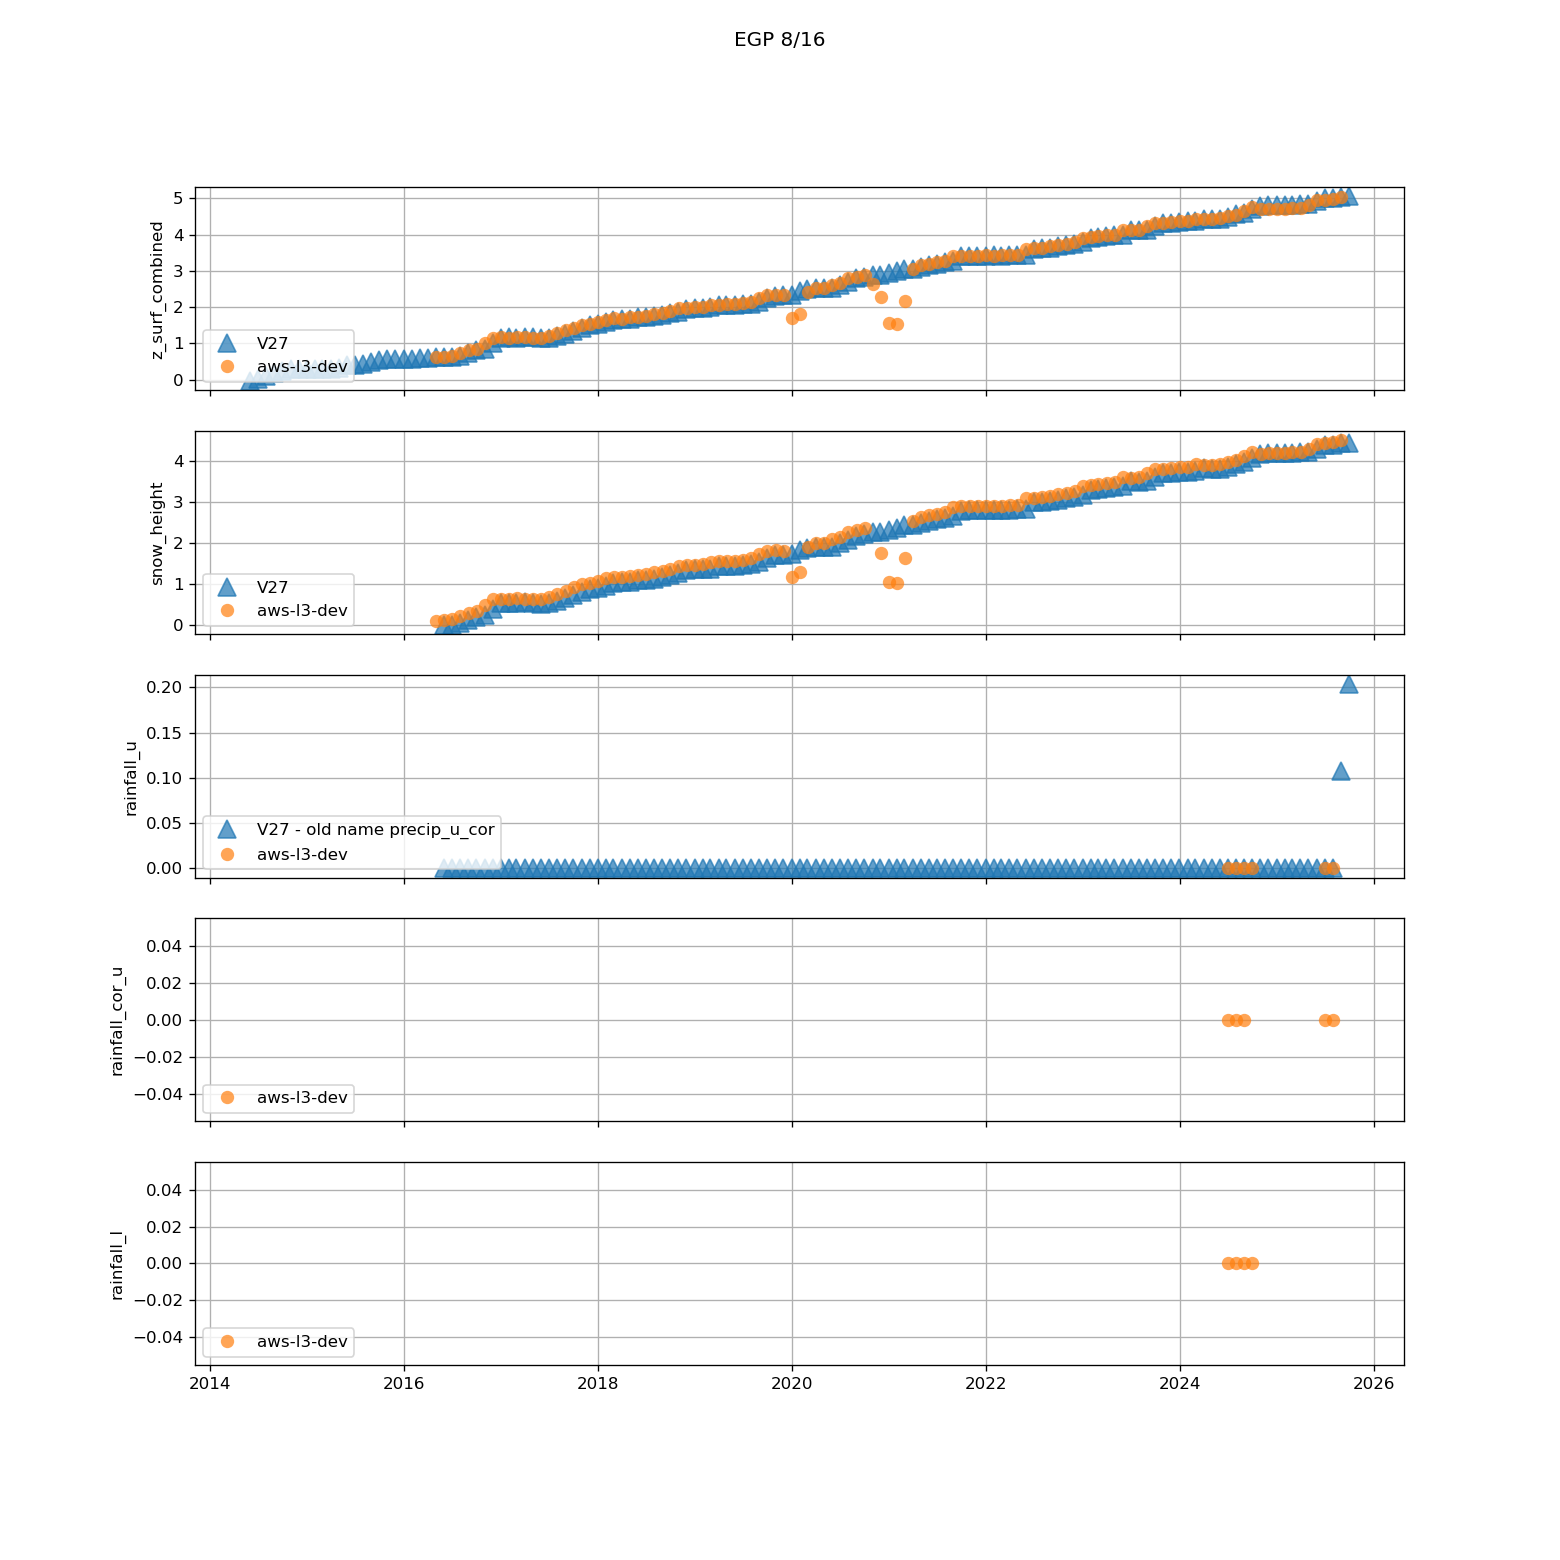 EGP 8/16
5
4
3
2
1
0
z_surf_combined
V27
aws-l3-dev
4
3
2
1
0
snow_height
V27
aws-l3-dev
0.20
0.15
0.10
0.05
0.00
rainfall_u
V27 - old name precip_u_cor
aws-l3-dev
0.04
0.02
0.00
−0.02
−0.04
rainfall_cor_u
aws-l3-dev
0.04
0.02
0.00
−0.02
−0.04
rainfall_l
aws-l3-dev
2014 2016 2018 2020 2022 2024 2026